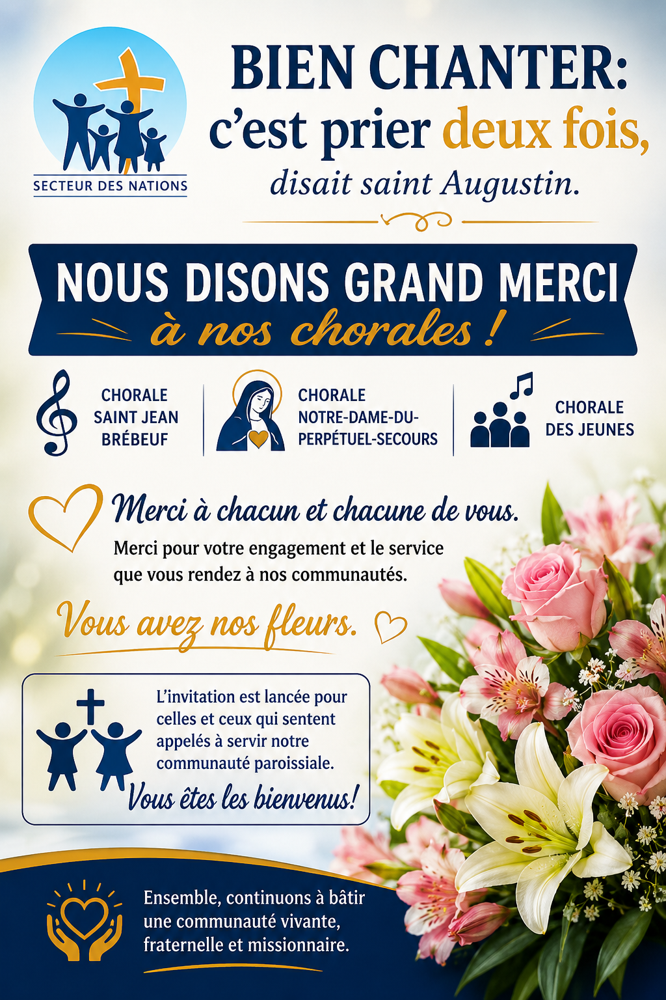 BIEN CHANTER:
c'est prier deux fois,
disait saint Augustin.
SECTEUR DES NATIONS
NOUS DISONS GRAND MERCI
à nos chorales !
CHORALE
SAINT JEAN
BRÉBEUF
CHORALE
NOTRE-DAME-DU-
PERPÉTUEL-SECOURS
CHORALE
DES JEUNES
Merci à chacun et chacune de vous.
Merci pour votre engagement et le service
que vous rendez à nos communautés.
Vous avez nos fleurs.
L'invitation est lancée pour
celles et ceux qui sentent
appelés à servir notre
communauté paroissiale.
Vous êtes les bienvenus!
Ensemble, continuons à bâtir
une communauté vivante,
fraternelle et missionnaire.